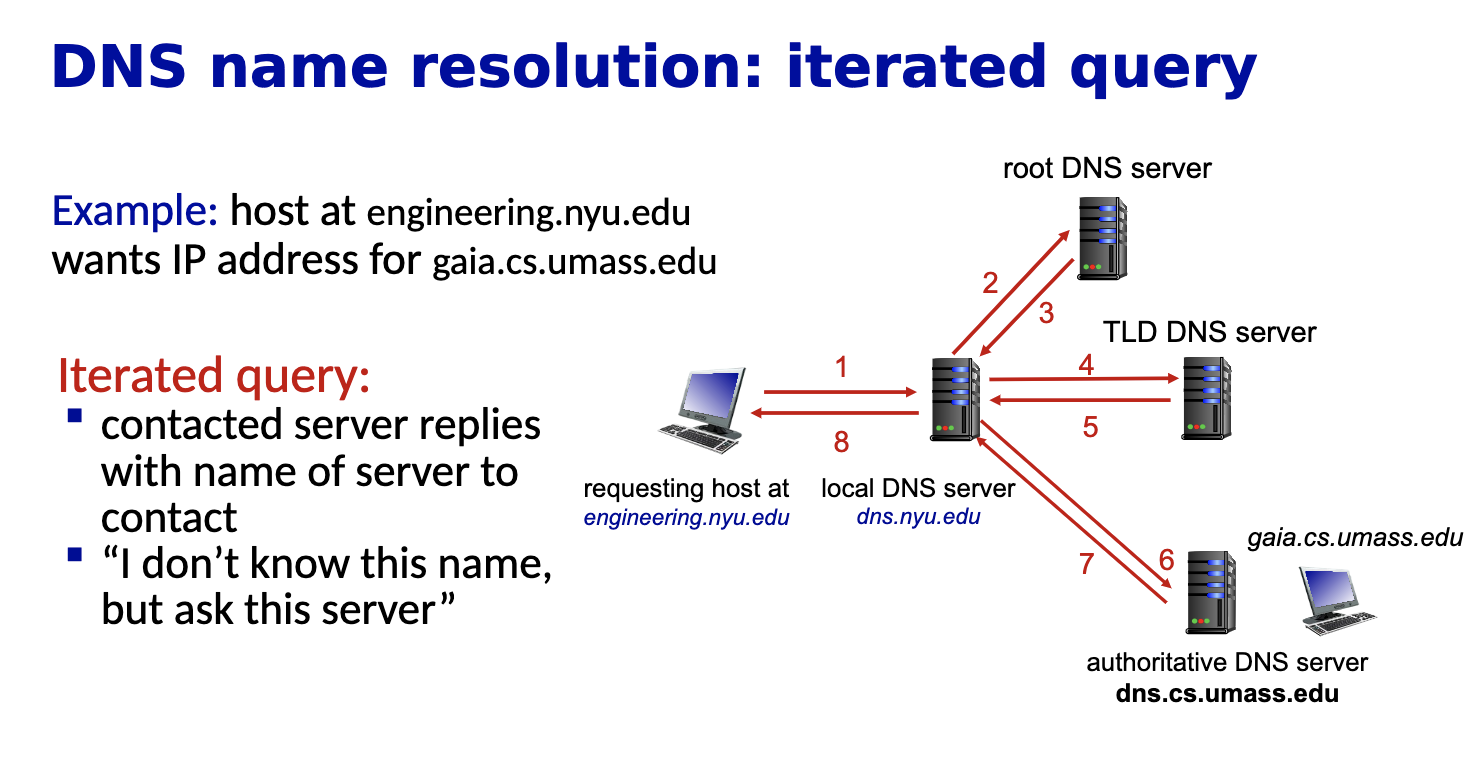 DNS name resolution: iterated query
Example: host at engineering.nyu.edu
wants IP address for gaia.cs.umass.edu
Iterated query:
▪ contacted server replies
with name of server to
contact
▪ “I don’t know this name,
but ask this server”
root DNS server
2
3
TLD DNS server
1
4
8
5
requesting host at
engineering.nyu.edu
local DNS server
dns.nyu.edu
7
6
gaia.cs.umass.edu
authoritative DNS server
dns.cs.umass.edu